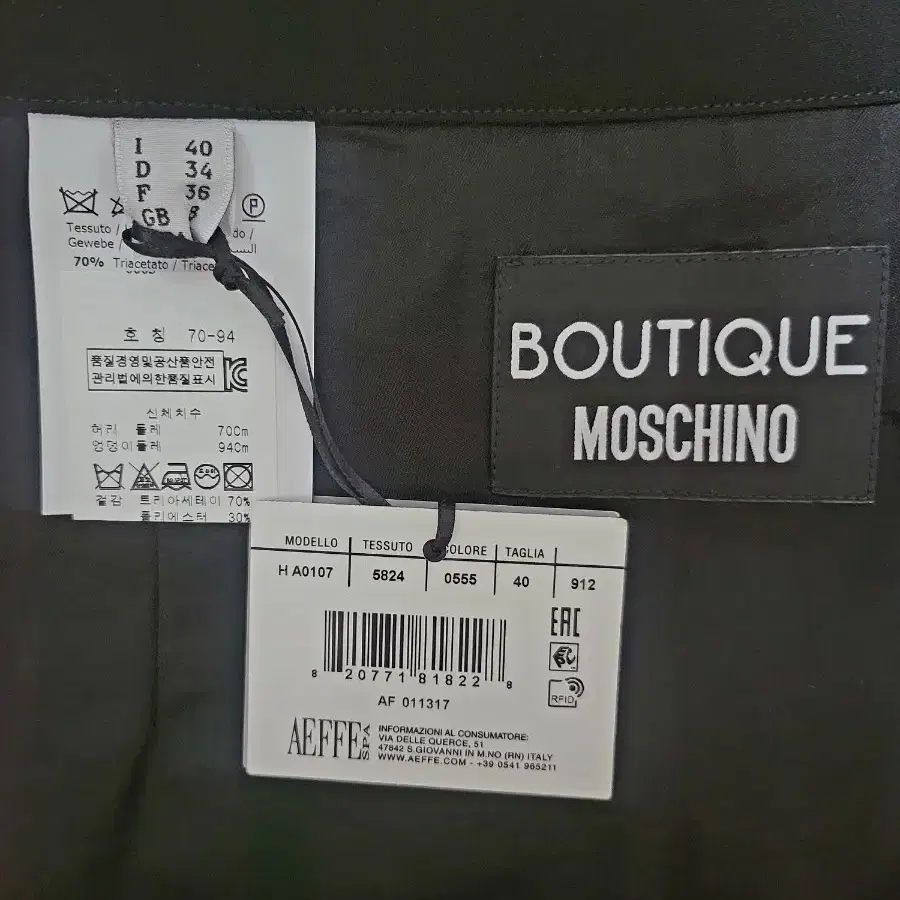 I 40
D 34
F 36
GB 8
P
Tessuto /
Gewebe /
70% Triacetato / Triace
호 칭 70-94
품질경영및공산품안전
관리법에의한품질표시
신체치수
허리 둘레 70Cm
엉덩이둘레 94Cm
겉감 트리아세테이 70%
폴리에스터 30%
BOUTIQUE
MOSCHINO
MODELLO TESSUTO COLORE TAGLIA
H A0107 5824 0555 40 912
EAC
RFID
8 20771 81822 8
AF 011317
AEFFE SPA
INFORMAZIONI AL CONSUMATORE:
VIA DELLE QUERCE, 51
47842 S.GIOVANNI IN M.NO (RN) ITALY
WWW.AEFFE.COM - +39 0541 965211